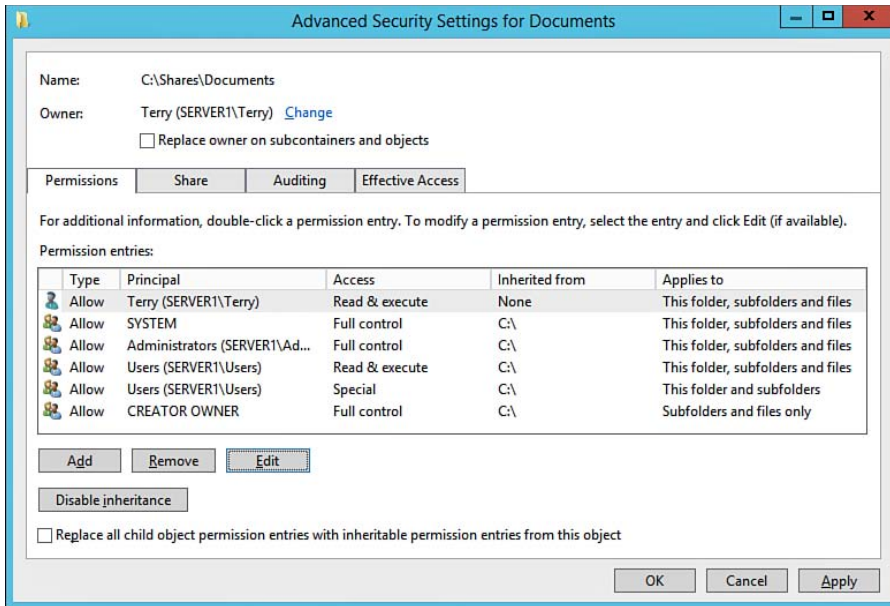 Advanced Security Settings for Documents
Name: C:\Shares\Documents
Owner: Terry (SERVER1\Terry) Change
Replace owner on subcontainers and objects
Permissions Share Auditing Effective Access
For additional information, double-click a permission entry. To modify a permission entry, select the entry and click Edit (if available).
Permission entries:
Type Principal Access Inherited from Applies to
Allow Terry (SERVER1\Terry) Read & execute None This folder, subfolders and files
Allow SYSTEM Full control C:\ This folder, subfolders and files
Allow Administrators (SERVER1\Ad... Full control C:\ This folder, subfolders and files
Allow Users (SERVER1\Users) Read & execute C:\ This folder, subfolders and files
Allow Users (SERVER1\Users) Special C:\ This folder and subfolders
Allow CREATOR OWNER Full control C:\ Subfolders and files only
Add Remove Edit
Disable inheritance
Replace all child object permission entries with inheritable permission entries from this object
OK Cancel Apply